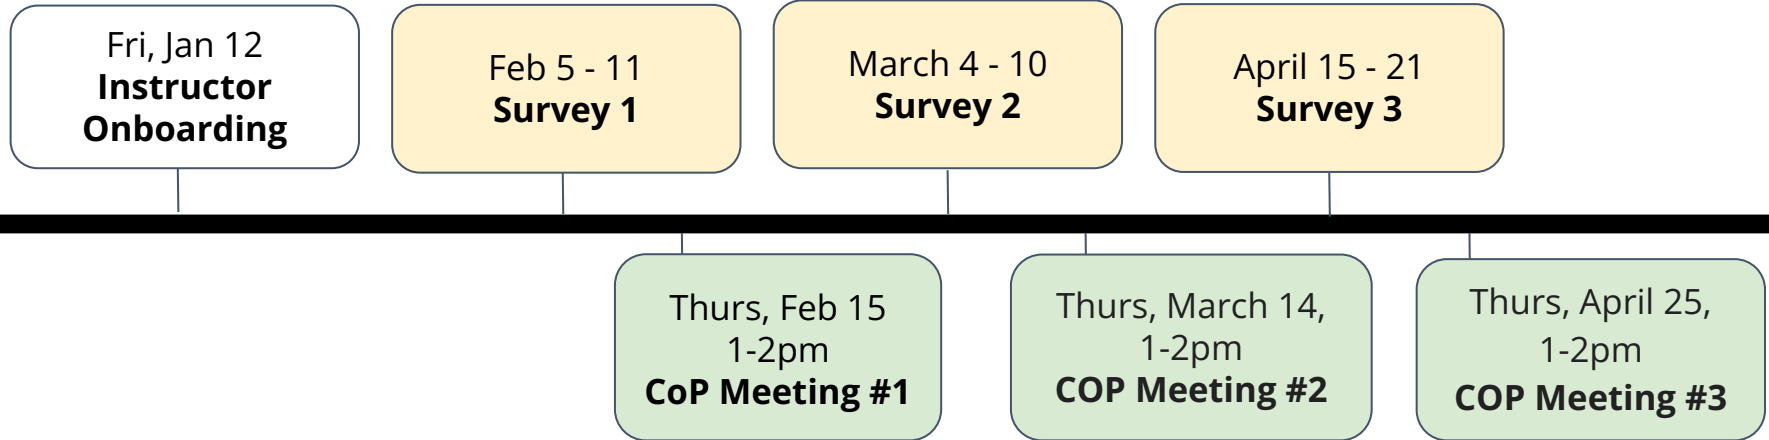 Fri, Jan 12
Instructor
Onboarding
Feb 5 - 11
Survey 1
March 4 - 10
Survey 2
April 15 - 21
Survey 3
Thurs, Feb 15
1-2pm
CoP Meeting #1
Thurs, March 14,
1-2pm
COP Meeting #2
Thurs, April 25,
1-2pm
COP Meeting #3